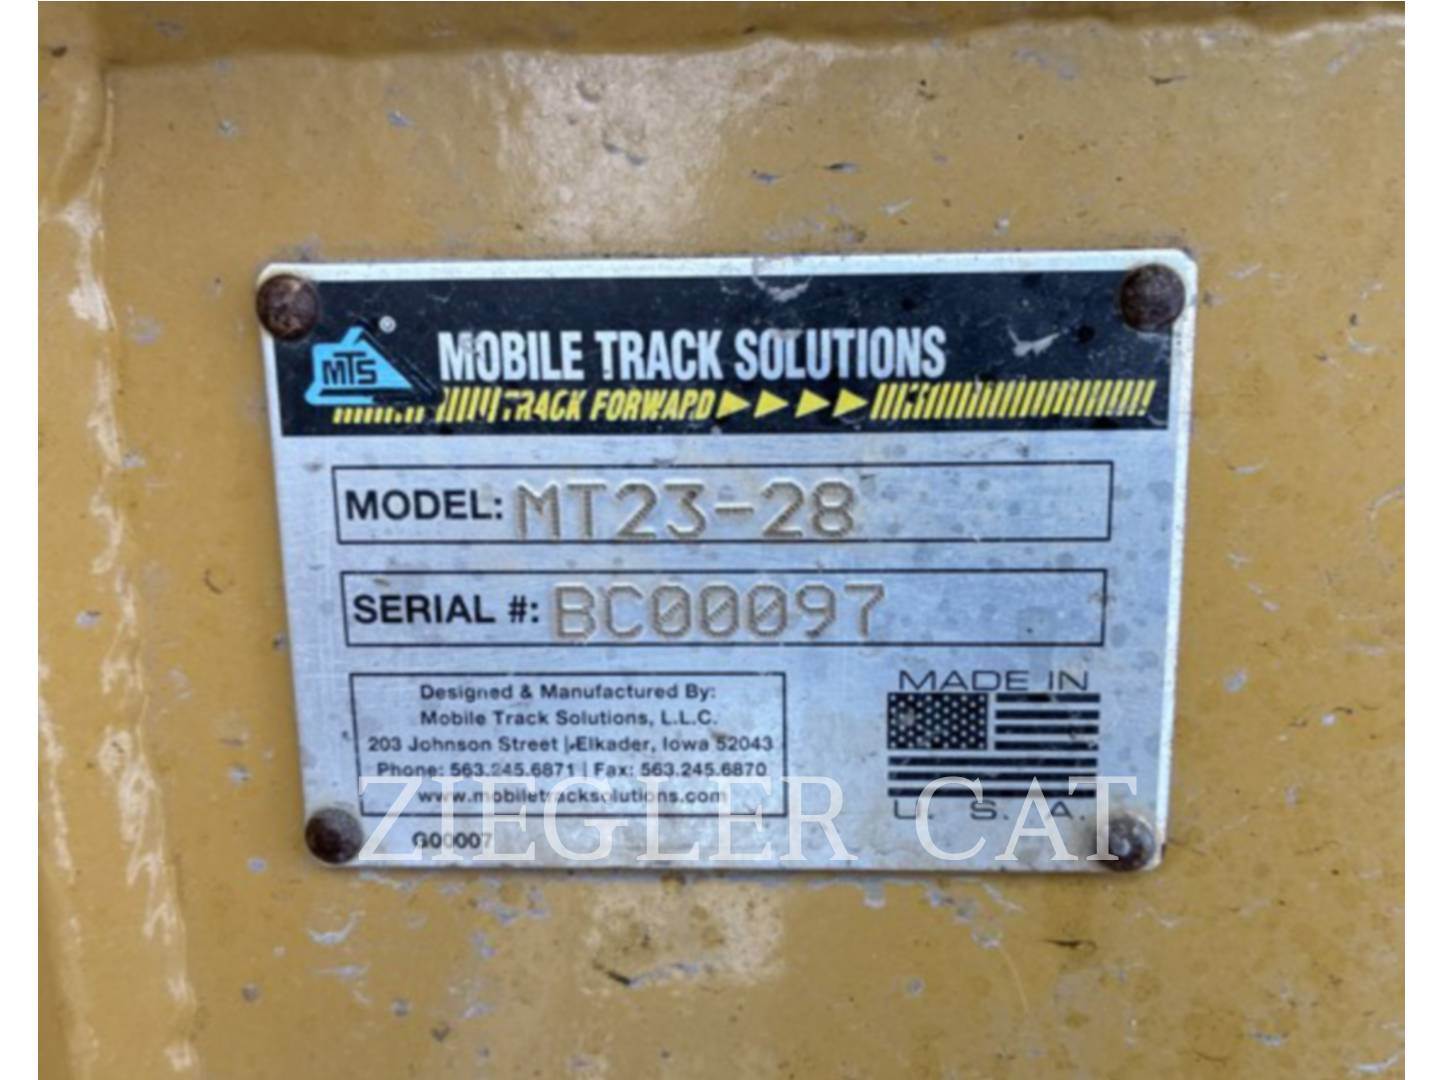 MTS®
MOBILE TRACK SOLUTIONS
TRACK FORWARD
MODEL: MT23-28
SERIAL #: BC00097
Designed & Manufactured By:
Mobile Track Solutions, L.L.C.
203 Johnson Street | Elkader, Iowa 52043
Phone: 563.245.6871 | Fax: 563.245.6870
www.mobiletracksolutions.com
G00007
MADE IN
U. S. A.
ZIEGLER CAT